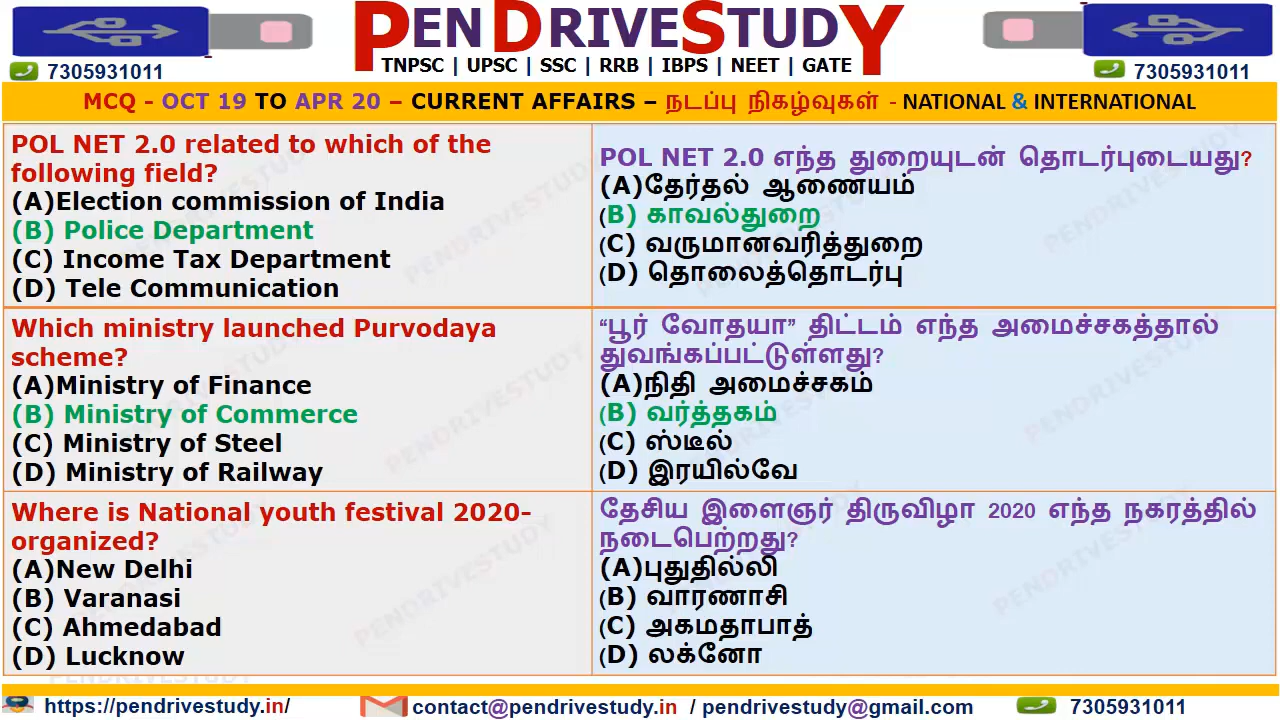 PENDRIVESTUDY
TNPSC | UPSC | SSC | RRB | IBPS | NEET | GATE
7305931011
7305931011
MCQ - OCT 19 TO APR 20 – CURRENT AFFAIRS – நடப்பு நிகழ்வுகள் - NATIONAL & INTERNATIONAL
POL NET 2.0 related to which of the
following field?
(A)Election commission of India
(B) Police Department
(C) Income Tax Department
(D) Tele Communication
POL NET 2.0 எந்த துறையுடன் தொடர்புடையது?
(A)தேர்தல் ஆணையம்
(B) காவல்துறை
(C) வருமானவரித்துறை
(D) தொலைத்தொடர்பு
Which ministry launched Purvodaya
scheme?
(A)Ministry of Finance
(B) Ministry of Commerce
(C) Ministry of Steel
(D) Ministry of Railway
“பூர் வோதயா” திட்டம் எந்த அமைச்சகத்தால்
துவங்கப்பட்டுள்ளது?
(A)நிதி அமைச்சகம்
(B) வர்த்தகம்
(C) ஸ்டீல்
(D) இரயில்வே
Where is National youth festival 2020-
organized?
(A)New Delhi
(B) Varanasi
(C) Ahmedabad
(D) Lucknow
தேசிய இளைஞர் திருவிழா 2020 எந்த நகரத்தில்
நடைபெற்றது?
(A)புதுதில்லி
(B) வாரணாசி
(C) அகமதாபாத்
(D) லக்னோ
https://pendrivestudy.in/
contact@pendrivestudy.in / pendrivestudy@gmail.com
7305931011